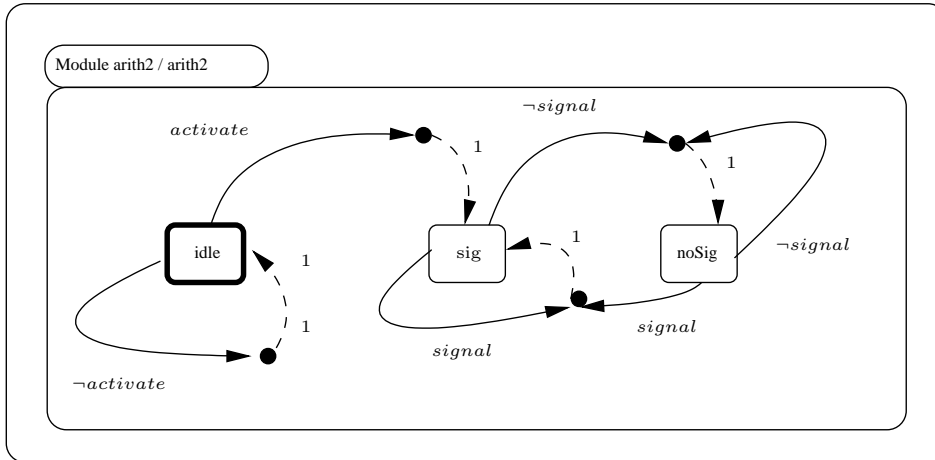 Module arith2 / arith2
¬signal
activate
1
1
idle
1
sig
1
noSig
¬signal
1
signal
signal
¬activate